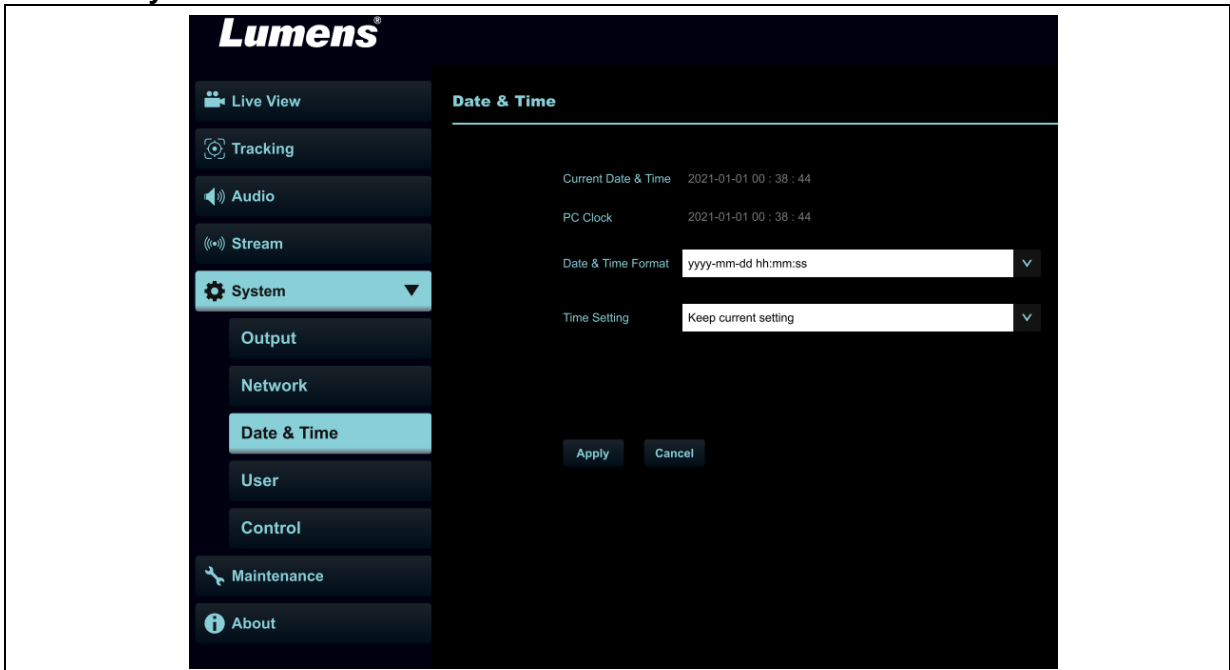 Lumens®
Live View
Tracking
Audio
Stream
System
Output
Network
Date & Time
User
Control
Maintenance
About
Date & Time
Current Date & Time 2021-01-01 00 : 38 : 44
PC Clock 2021-01-01 00 : 38 : 44
Date & Time Format yyyy-mm-dd hh:mm:ss
Time Setting Keep current setting
Apply Cancel